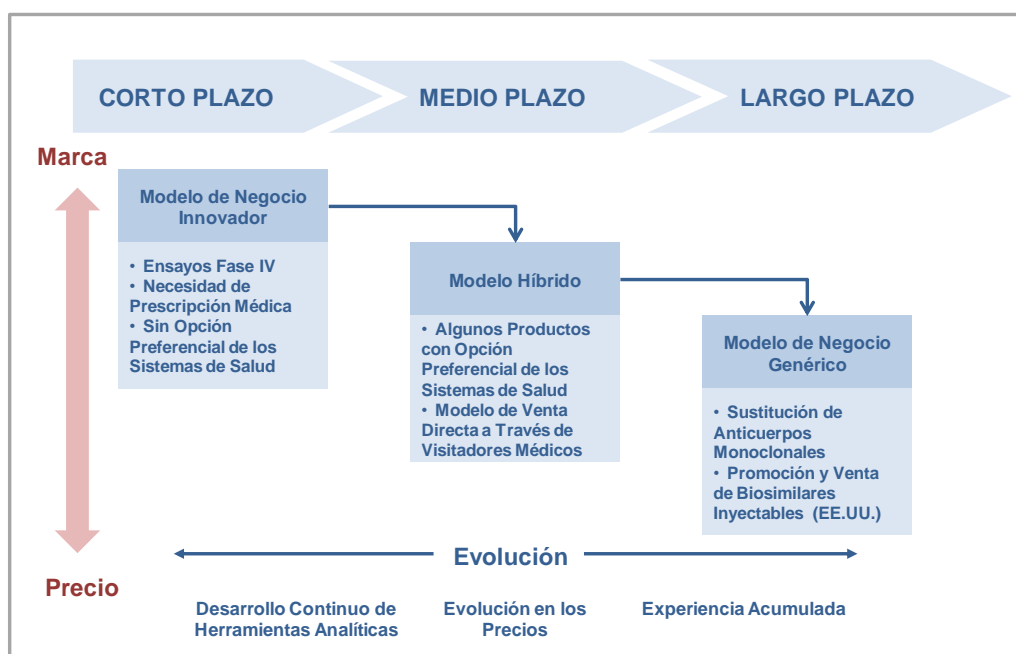 CORTO PLAZO
MEDIO PLAZO
LARGO PLAZO
Marca
Modelo de Negocio
Innovador
• Ensayos Fase IV
• Necesidad de
Prescripción Médica
• Sin Opción
Preferencial de los
Sistemas de Salud
Modelo Híbrido
• Algunos Productos
con Opción
Preferencial de los
Sistemas de Salud
• Modelo de Venta
Directa a Través de
Visitadores Médicos
Modelo de Negocio
Genérico
• Sustitución de
Anticuerpos
Monoclonales
• Promoción y Venta
de Biosimilares
Inyectables (EE.UU.)
Precio
Evolución
Desarrollo Continuo de
Herramientas Analíticas
Evolución en los
Precios
Experiencia Acumulada